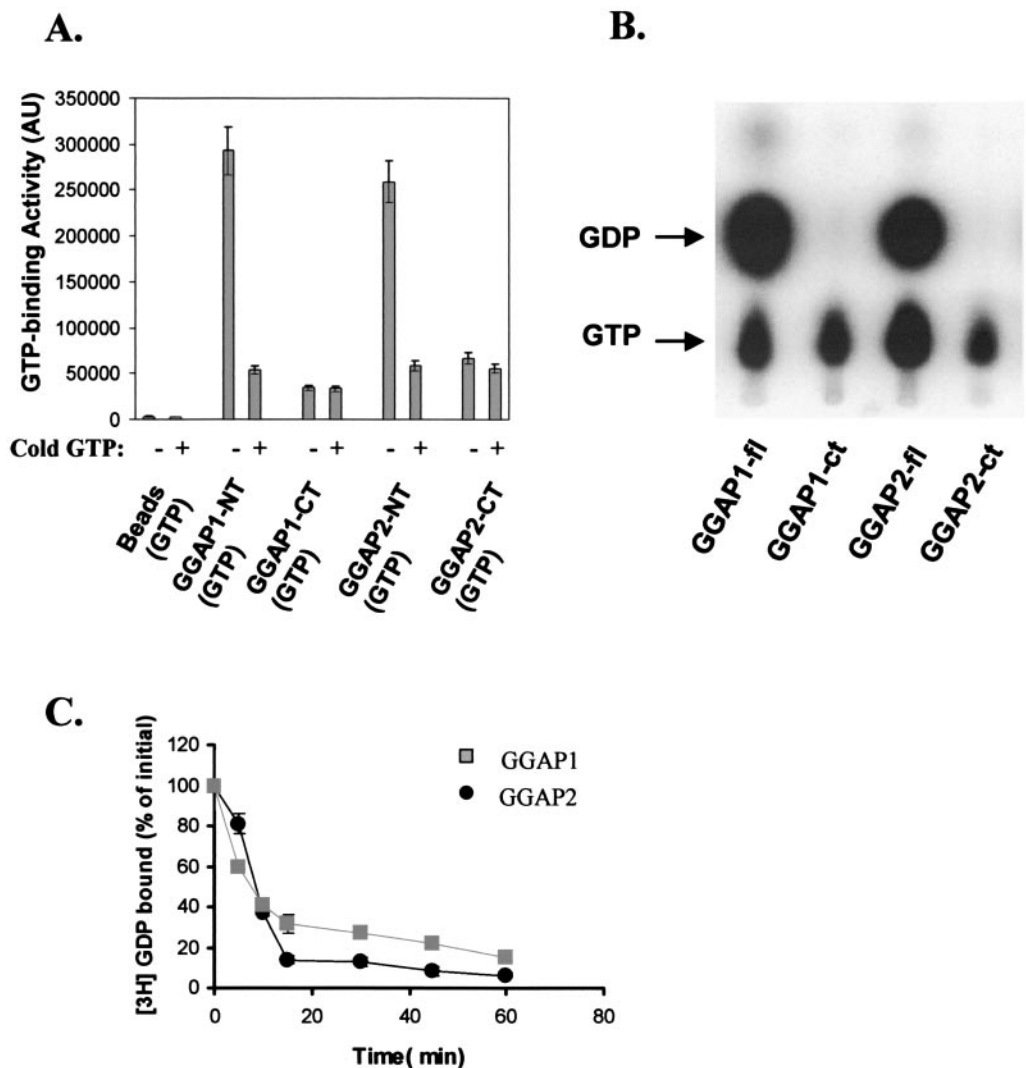 A.
350000
300000
250000
200000
150000
100000
50000
0
GTP-binding Activity (AU)
Cold GTP: - + - + - + - + - +
Beads (GTP)
GGAP1-NT (GTP)
GGAP1-CT (GTP)
GGAP2-NT (GTP)
GGAP2-CT (GTP)
B.
GDP
GTP
GGAP1-fl
GGAP1-ct
GGAP2-fl
GGAP2-ct
C.
120
100
80
60
40
20
0
[3H] GDP bound (% of initial)
GGAP1
GGAP2
0 20 40 60 80
Time( min)